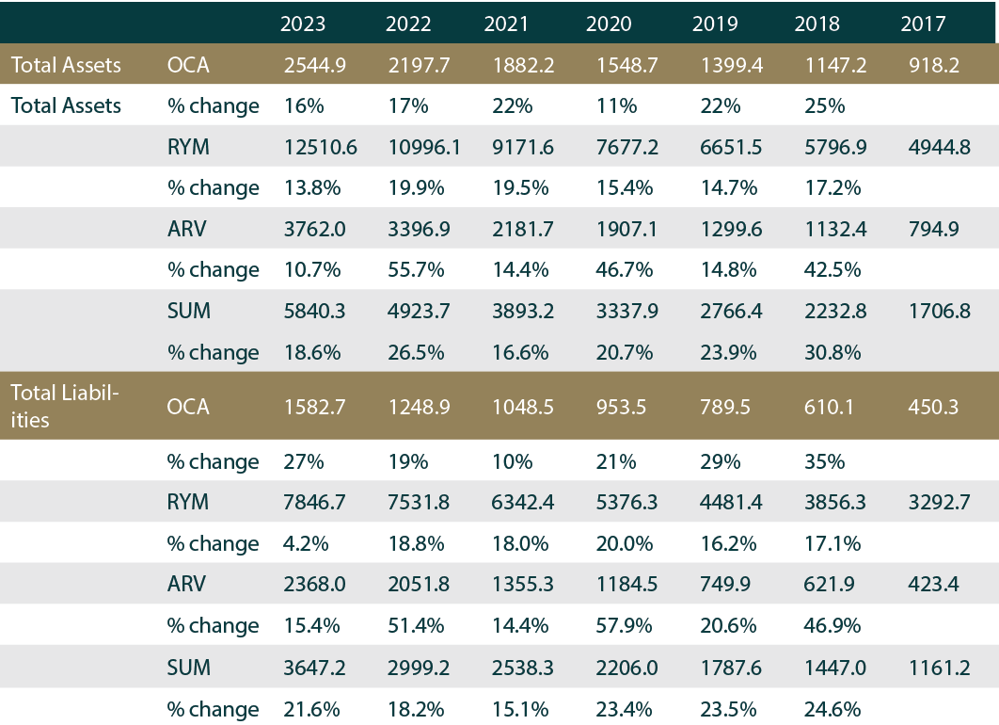 2023 2022 2021 2020 2019 2018 2017
Total Assets OCA 2544.9 2197.7 1882.2 1548.7 1399.4 1147.2 918.2
Total Assets % change 16% 17% 22% 11% 22% 25%
RYM 12510.6 10996.1 9171.6 7677.2 6651.5 5796.9 4944.8
% change 13.8% 19.9% 19.5% 15.4% 14.7% 17.2%
ARV 3762.0 3396.9 2181.7 1907.1 1299.6 1132.4 794.9
% change 10.7% 55.7% 14.4% 46.7% 14.8% 42.5%
SUM 5840.3 4923.7 3893.2 3337.9 2766.4 2232.8 1706.8
% change 18.6% 26.5% 16.6% 20.7% 23.9% 30.8%
Total Liabil-
ities OCA 1582.7 1248.9 1048.5 953.5 789.5 610.1 450.3
% change 27% 19% 10% 21% 29% 35%
RYM 7846.7 7531.8 6342.4 5376.3 4481.4 3856.3 3292.7
% change 4.2% 18.8% 18.0% 20.0% 16.2% 17.1%
ARV 2368.0 2051.8 1355.3 1184.5 749.9 621.9 423.4
% change 15.4% 51.4% 14.4% 57.9% 20.6% 46.9%
SUM 3647.2 2999.2 2538.3 2206.0 1787.6 1447.0 1161.2
% change 21.6% 18.2% 15.1% 23.4% 23.5% 24.6%